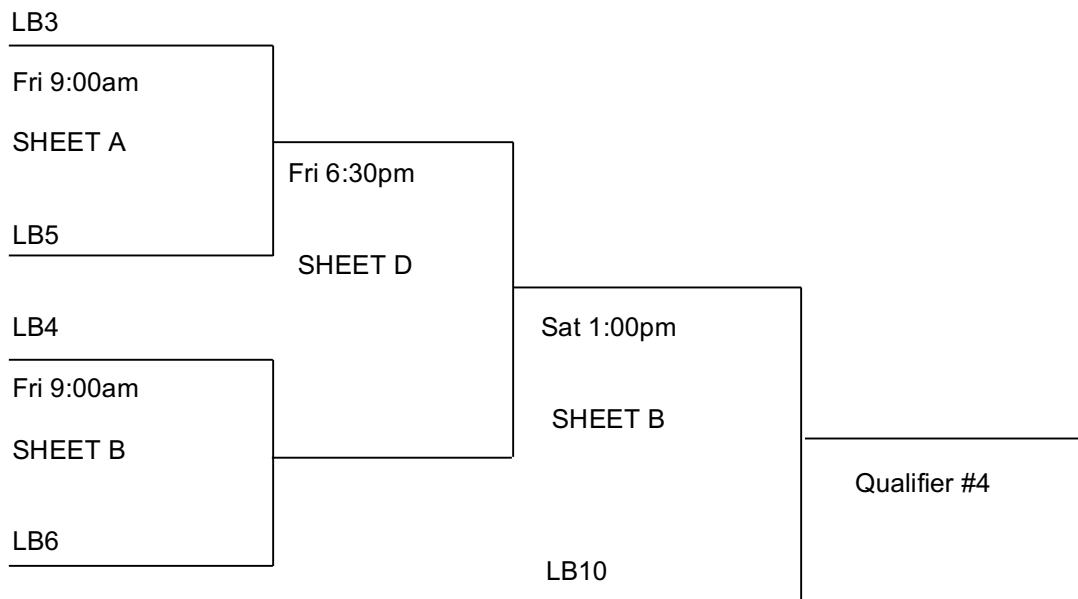 LB3
Fri 9:00am
SHEET A
LB5
Fri 6:30pm
SHEET D
LB4
Fri 9:00am
SHEET B
LB6
Sat 1:00pm
SHEET B
LB10
Qualifier #4